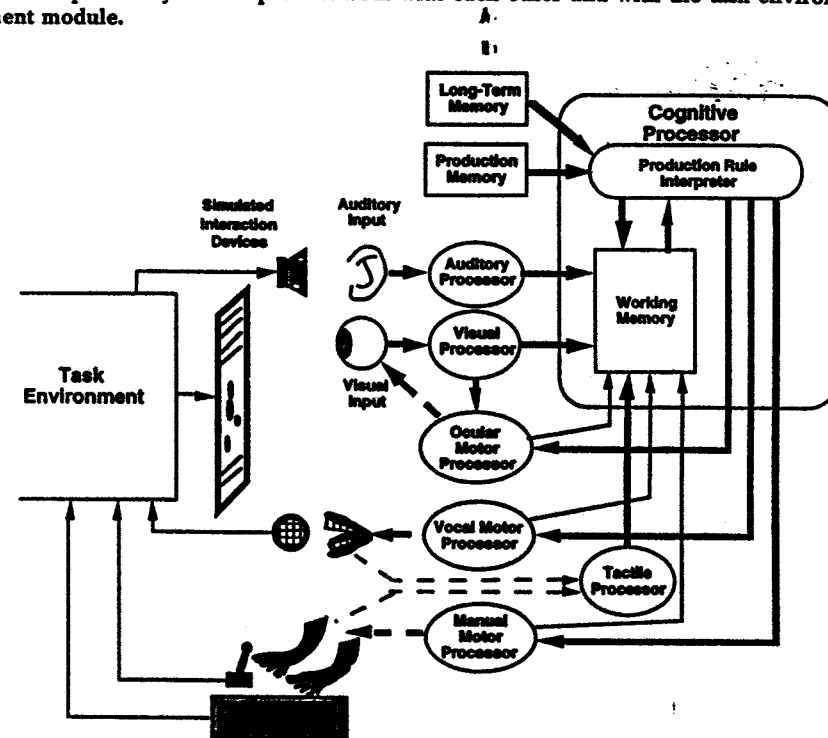 ment module.
A.
B.
Long-Term
Memory
Cognitive
Processor
Production
Memory
Production Rule
Interpreter
Simulated
Interaction
Devices
Auditory
Input
Auditory
Processor
Working
Memory
Visual
Processor
Task
Environment
Visual
Input
Ocular
Motor
Processor
Vocal Motor
Processor
Tactile
Processor
Manual
Motor
Processor